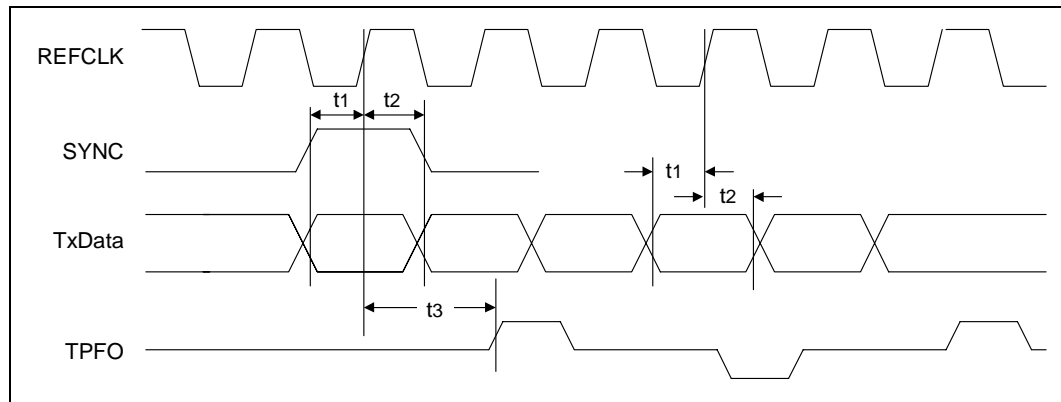 REFCLK
t1 t2
SYNC
t1
t2
TxData
t3
TPFO